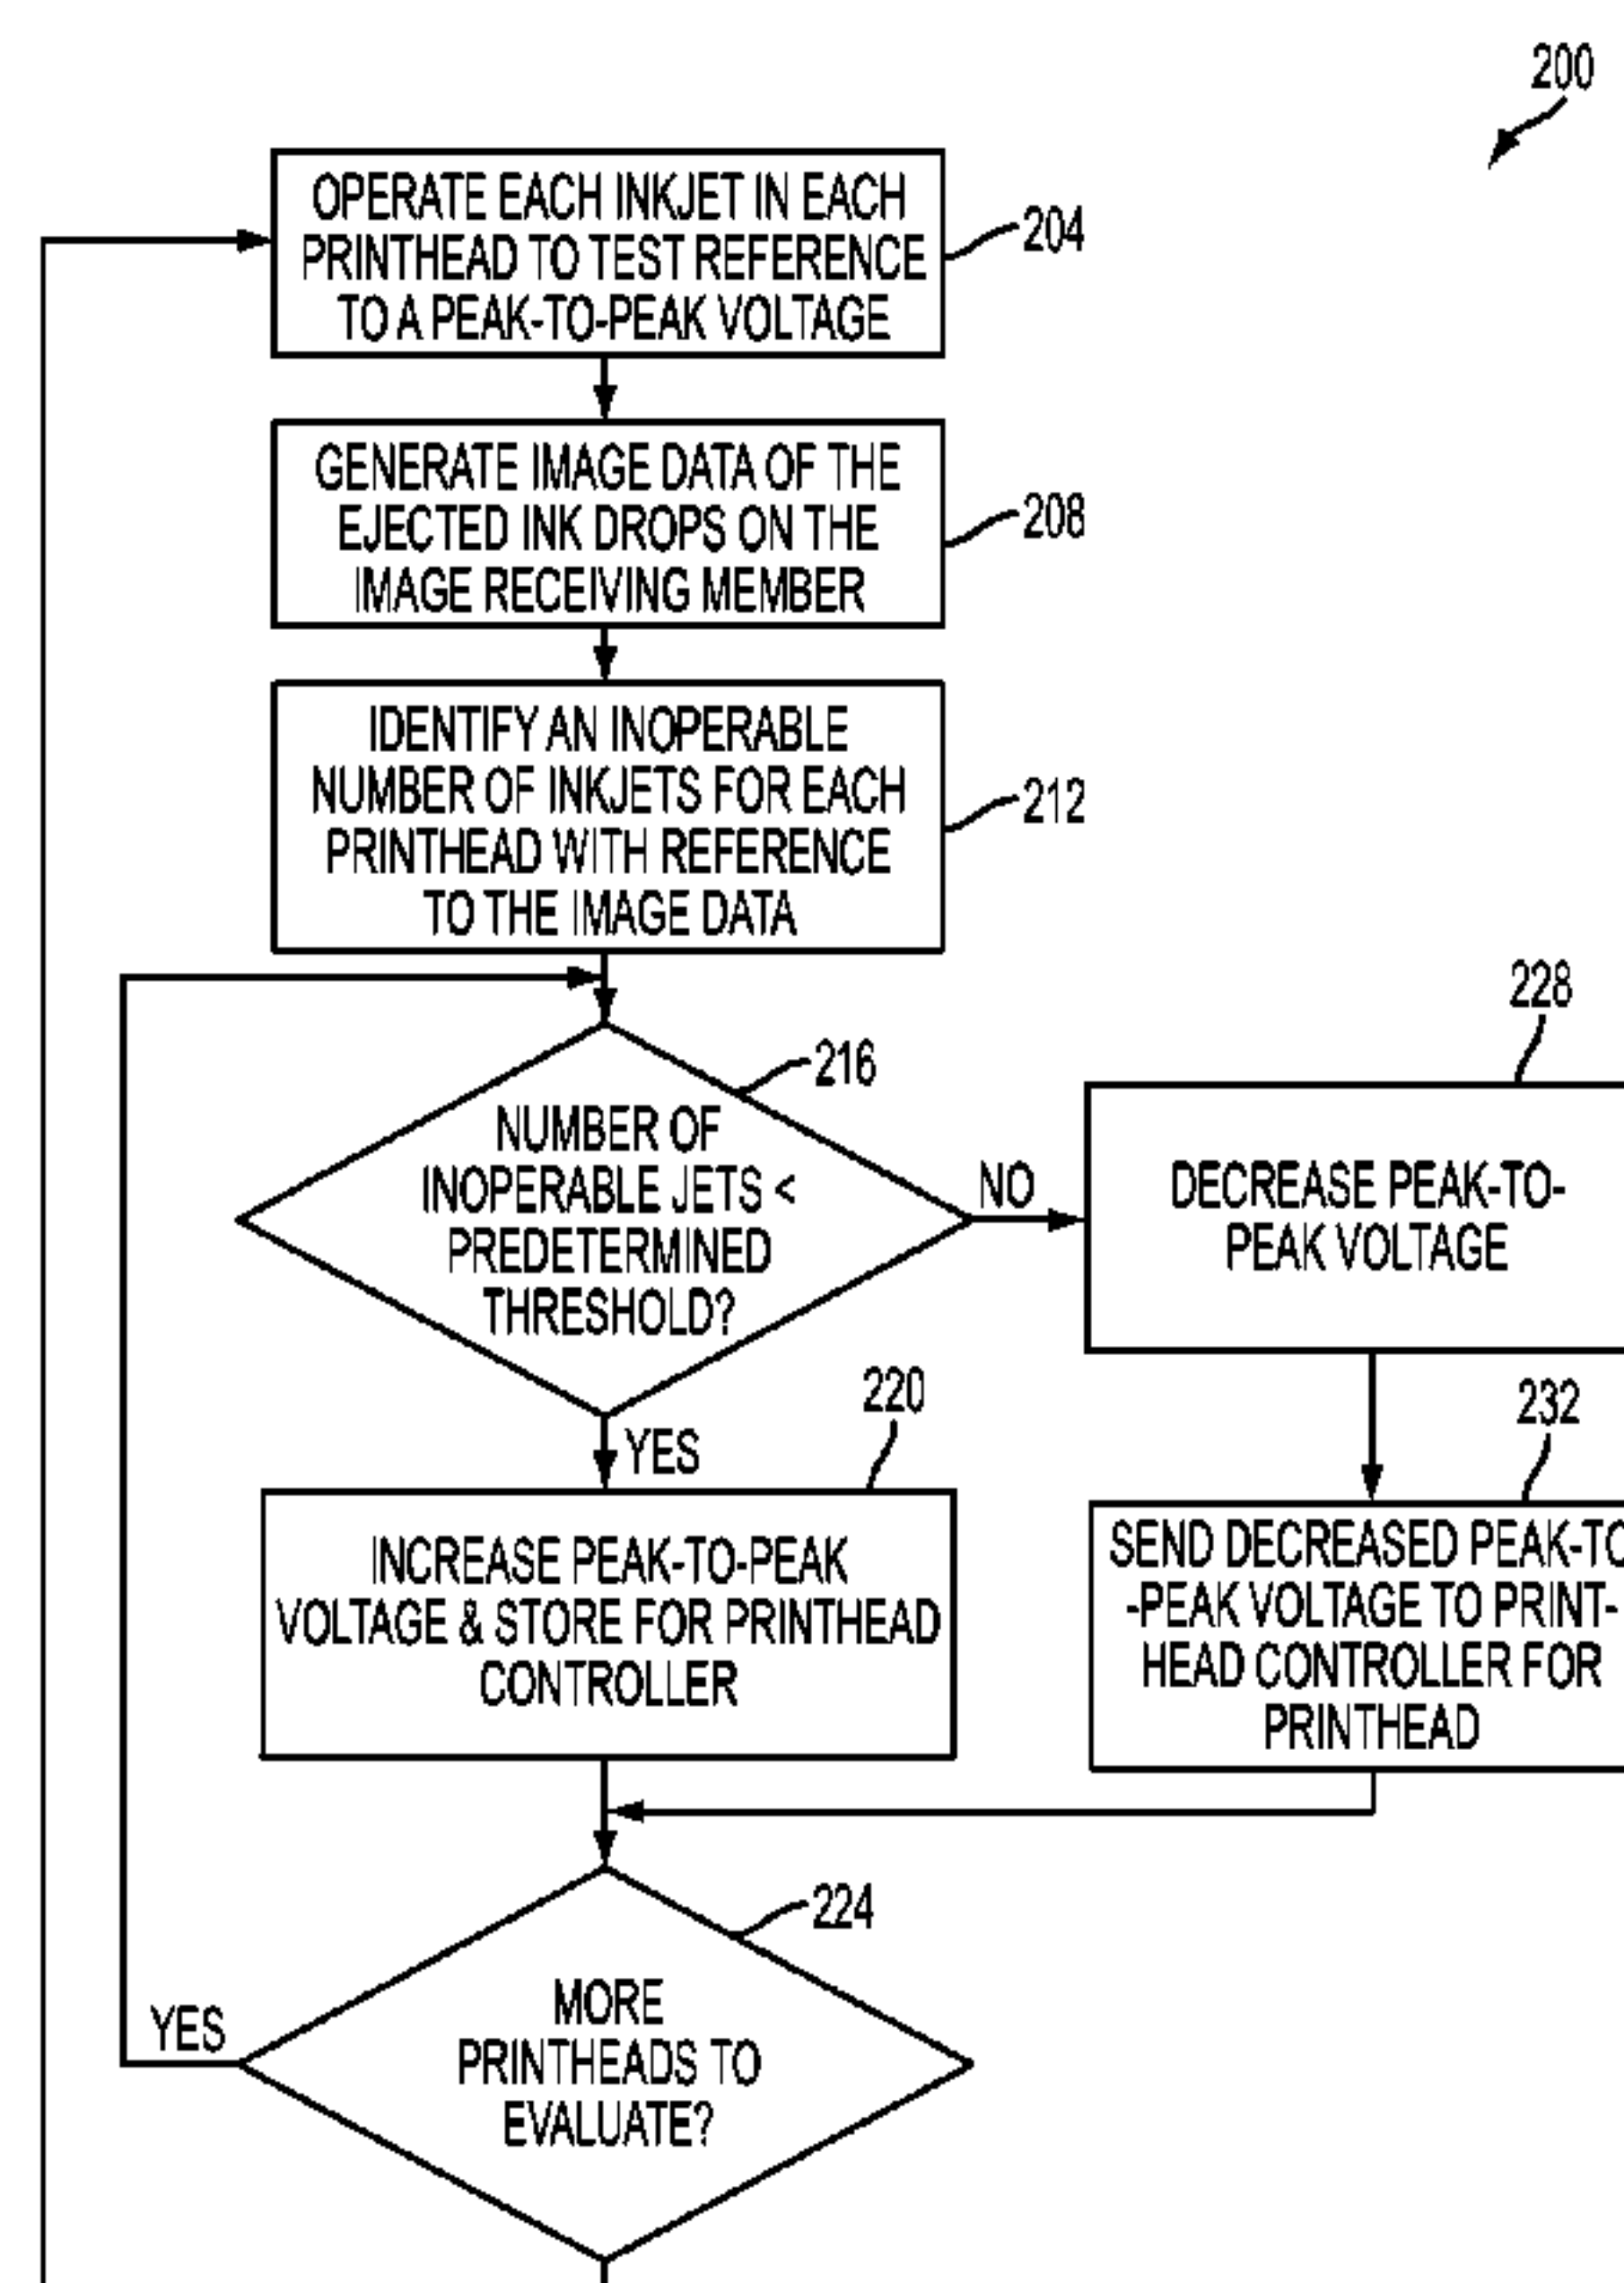 200
OPERATE EACH INKJET IN EACH
PRINTHEAD TO TEST REFERENCE
TO A PEAK-TO-PEAK VOLTAGE
204
GENERATE IMAGE DATA OF THE
EJECTED INK DROPS ON THE
IMAGE RECEIVING MEMBER
208
IDENTIFY AN INOPERABLE
NUMBER OF INKJETS FOR EACH
PRINTHEAD WITH REFERENCE
TO THE IMAGE DATA
212
216
NUMBER OF
INOPERABLE JETS <
PREDETERMINED
THRESHOLD?
NO
228
DECREASE PEAK-TO-
PEAK VOLTAGE
YES
220
INCREASE PEAK-TO-PEAK
VOLTAGE & STORE FOR PRINTHEAD
CONTROLLER
232
SEND DECREASED PEAK-TO
-PEAK VOLTAGE TO PRINT-
HEAD CONTROLLER FOR
PRINTHEAD
224
MORE
PRINTHEADS TO
EVALUATE?
YES